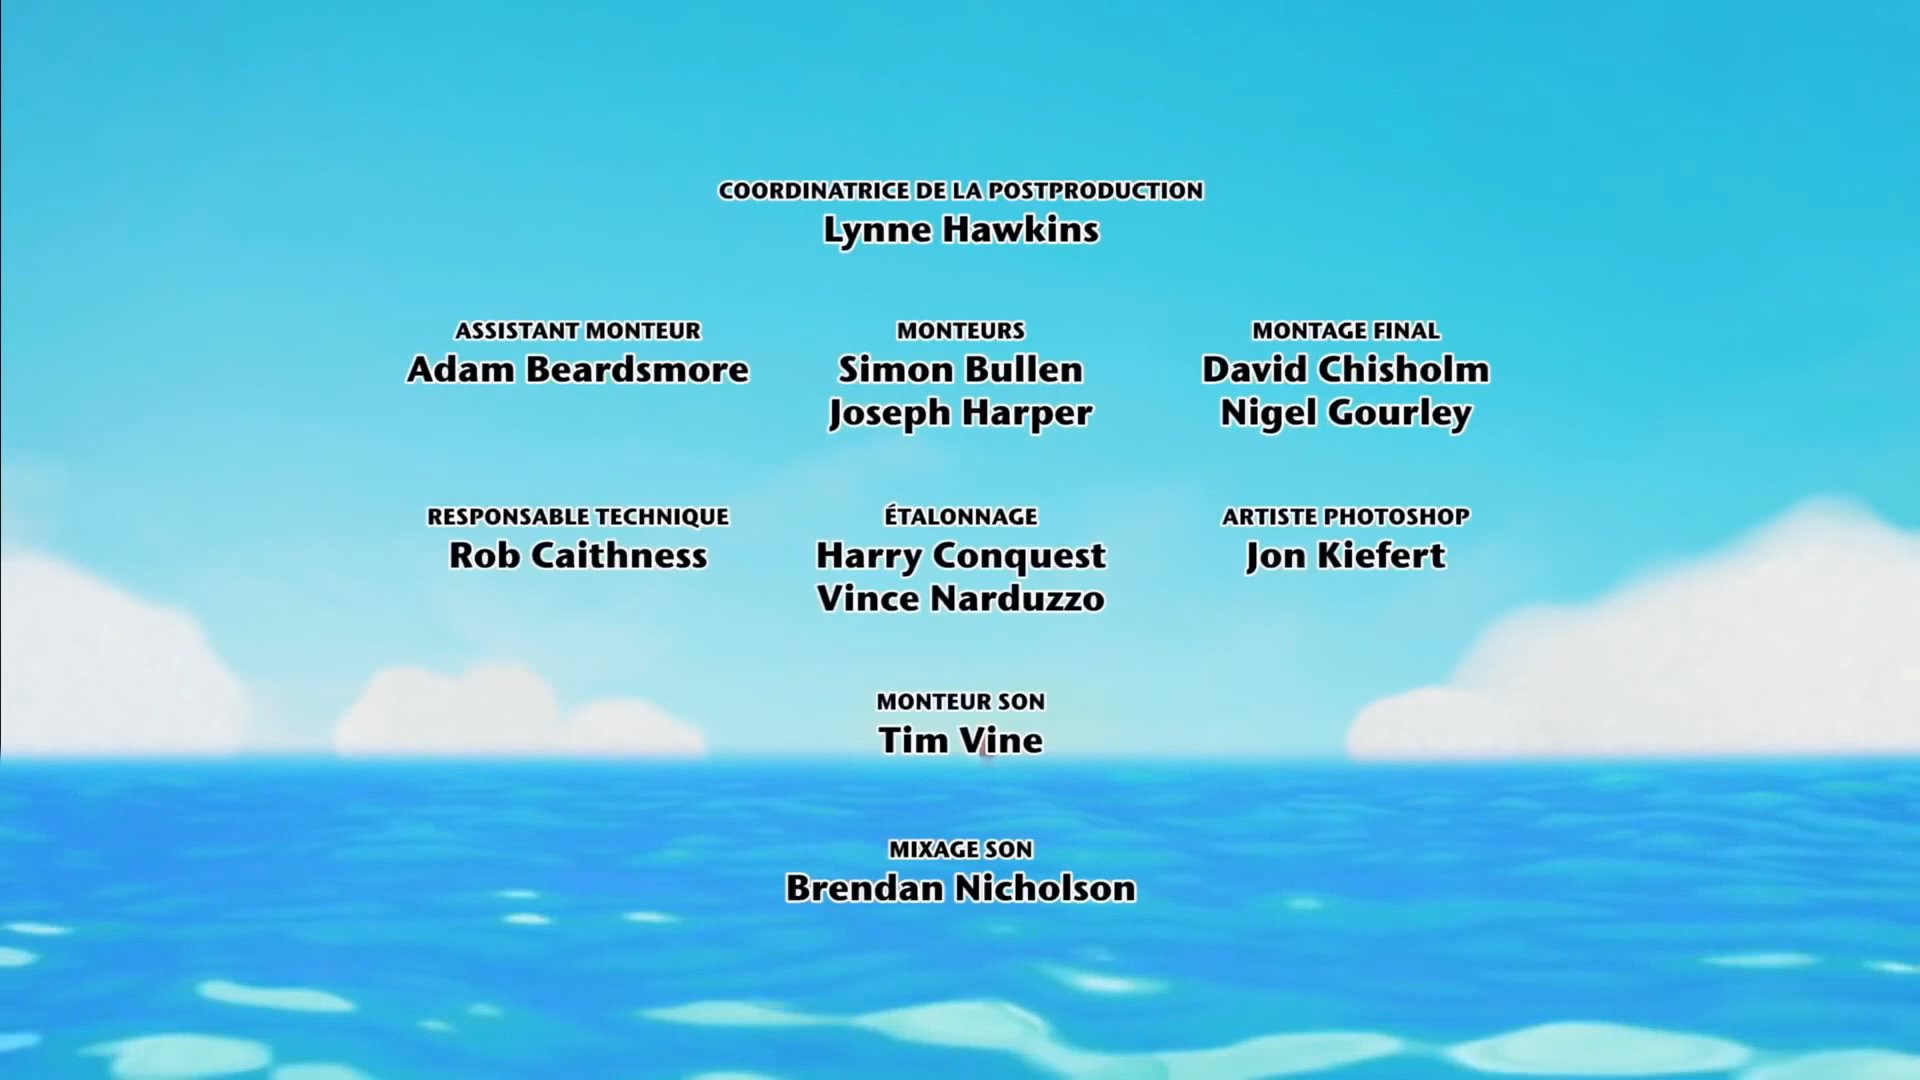 COORDINATRICE DE LA POSTPRODUCTION
Lynne Hawkins
ASSISTANT MONTEUR
Adam Beardsmore
MONTEURS
Simon Bullen
Joseph Harper
MONTAGE FINAL
David Chisholm
Nigel Gourley
RESPONSABLE TECHNIQUE
Rob Caithness
ÉTALONNAGE
Harry Conquest
Vince Narduzzo
ARTISTE PHOTOSHOP
Jon Kiefert
MONTEUR SON
Tim Vine
MIXAGE SON
Brendan Nicholson